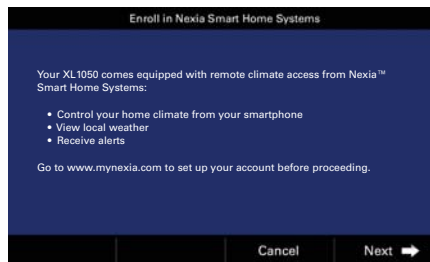 Enroll in Nexia Smart Home Systems
Your XL1050 comes equipped with remote climate access from Nexia™
Smart Home Systems:
• Control your home climate from your smartphone
• View local weather
• Receive alerts
Go to www.mynexia.com to set up your account before proceeding.
Cancel
Next